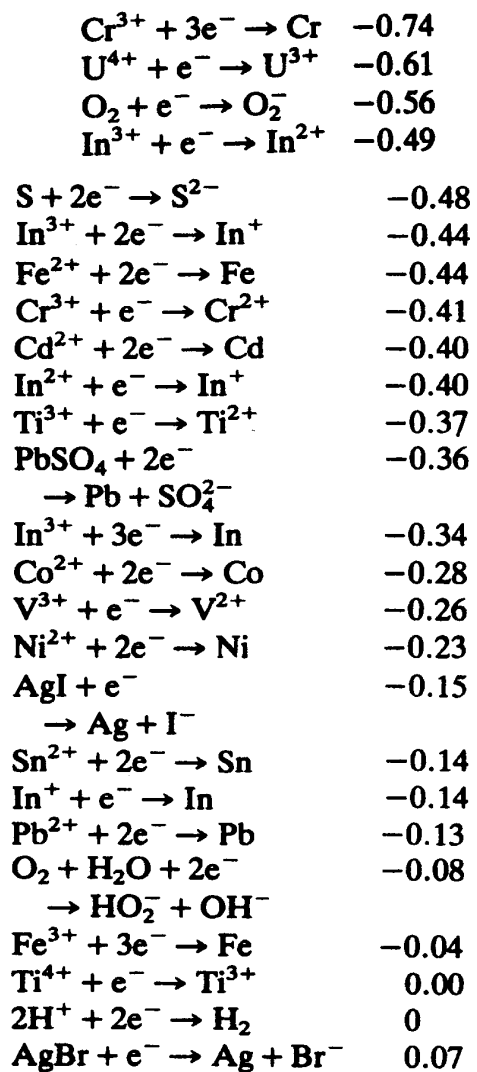 Cr³⁺ + 3e⁻ → Cr −0.74
U⁴⁺ + e⁻ → U³⁺ −0.61
O₂ + e⁻ → O₂⁻ −0.56
In³⁺ + e⁻ → In²⁺ −0.49
S + 2e⁻ → S²⁻ −0.48
In³⁺ + 2e⁻ → In⁺ −0.44
Fe²⁺ + 2e⁻ → Fe −0.44
Cr³⁺ + e⁻ → Cr²⁺ −0.41
Cd²⁺ + 2e⁻ → Cd −0.40
In²⁺ + e⁻ → In⁺ −0.40
Ti³⁺ + e⁻ → Ti²⁺ −0.37
PbSO₄ + 2e⁻ −0.36
→ Pb + SO₄²⁻
In³⁺ + 3e⁻ → In −0.34
Co²⁺ + 2e⁻ → Co −0.28
V³⁺ + e⁻ → V²⁺ −0.26
Ni²⁺ + 2e⁻ → Ni −0.23
AgI + e⁻ −0.15
→ Ag + I⁻
Sn²⁺ + 2e⁻ → Sn −0.14
In⁺ + e⁻ → In −0.14
Pb²⁺ + 2e⁻ → Pb −0.13
O₂ + H₂O + 2e⁻ −0.08
→ HO₂⁻ + OH⁻
Fe³⁺ + 3e⁻ → Fe −0.04
Ti⁴⁺ + e⁻ → Ti³⁺ 0.00
2H⁺ + 2e⁻ → H₂ 0
AgBr + e⁻ → Ag + Br⁻ 0.07